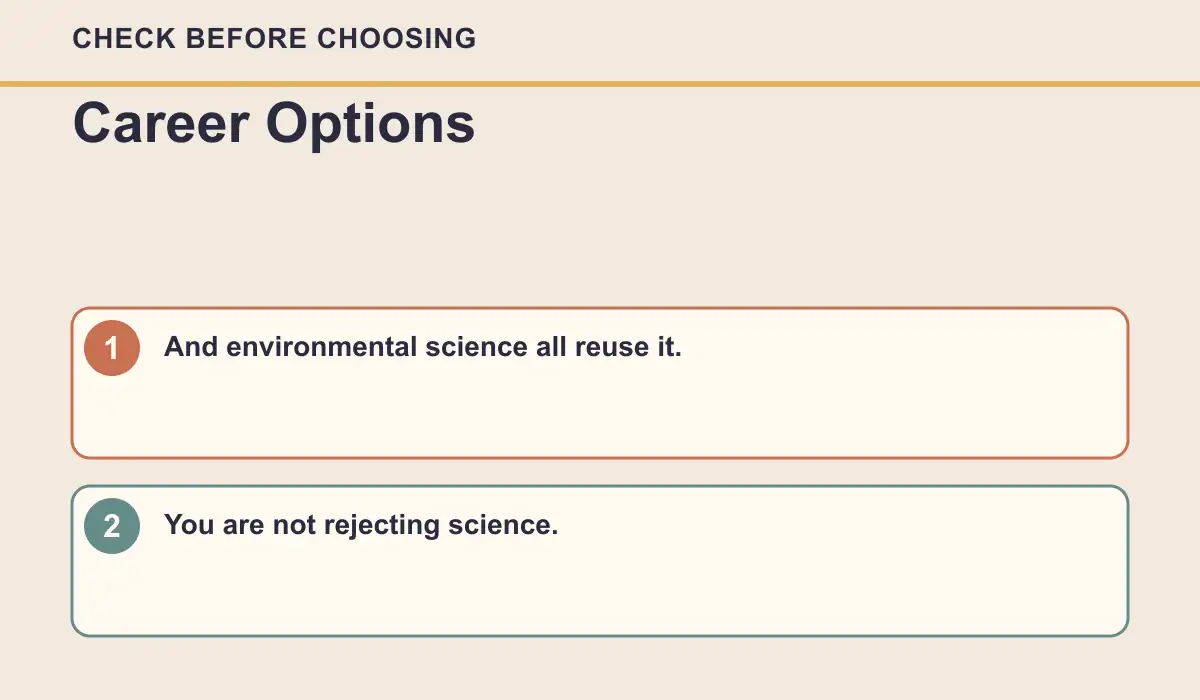 CHECK BEFORE CHOOSING
Career Options
1
And environmental science all reuse it.
2
You are not rejecting science.